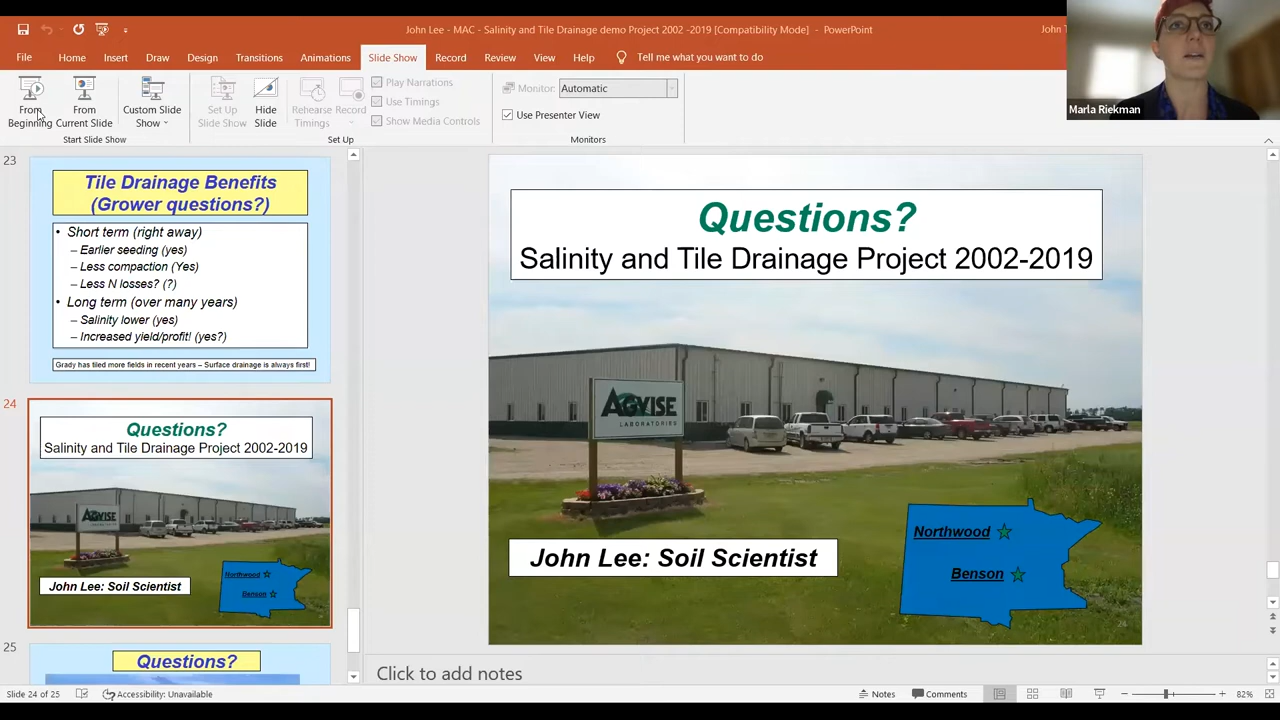 John Lee - MAC - Salinity and Tile Drainage demo Project 2002 -2019 [Compatibility Mode] - PowerPoint
John T
File Home Insert Draw Design Transitions Animations Slide Show Record Review View Help Tell me what you want to do
From Beginning
From Current Slide
Custom Slide Show
Set Up Slide Show
Hide Slide
Rehearse Timings
Record
Play Narrations
Use Timings
Show Media Controls
Monitor: Automatic
Use Presenter View
Start Slide Show
Set Up
Monitors
Marla Riekman
23
Tile Drainage Benefits
(Grower questions?)
• Short term (right away)
– Earlier seeding (yes)
– Less compaction (Yes)
– Less N losses? (?)
• Long term (over many years)
– Salinity lower (yes)
– Increased yield/profit! (yes?)
Grady has tiled more fields in recent years – Surface drainage is always first!
24
Questions?
Salinity and Tile Drainage Project 2002-2019
AGVISE
John Lee: Soil Scientist
Northwood
Benson
25
Questions?
Questions?
Salinity and Tile Drainage Project 2002-2019
AGVISE
LABORATORIES
John Lee: Soil Scientist
Northwood
Benson
24
Click to add notes
Slide 24 of 25
Accessibility: Unavailable
Notes
Comments
82%